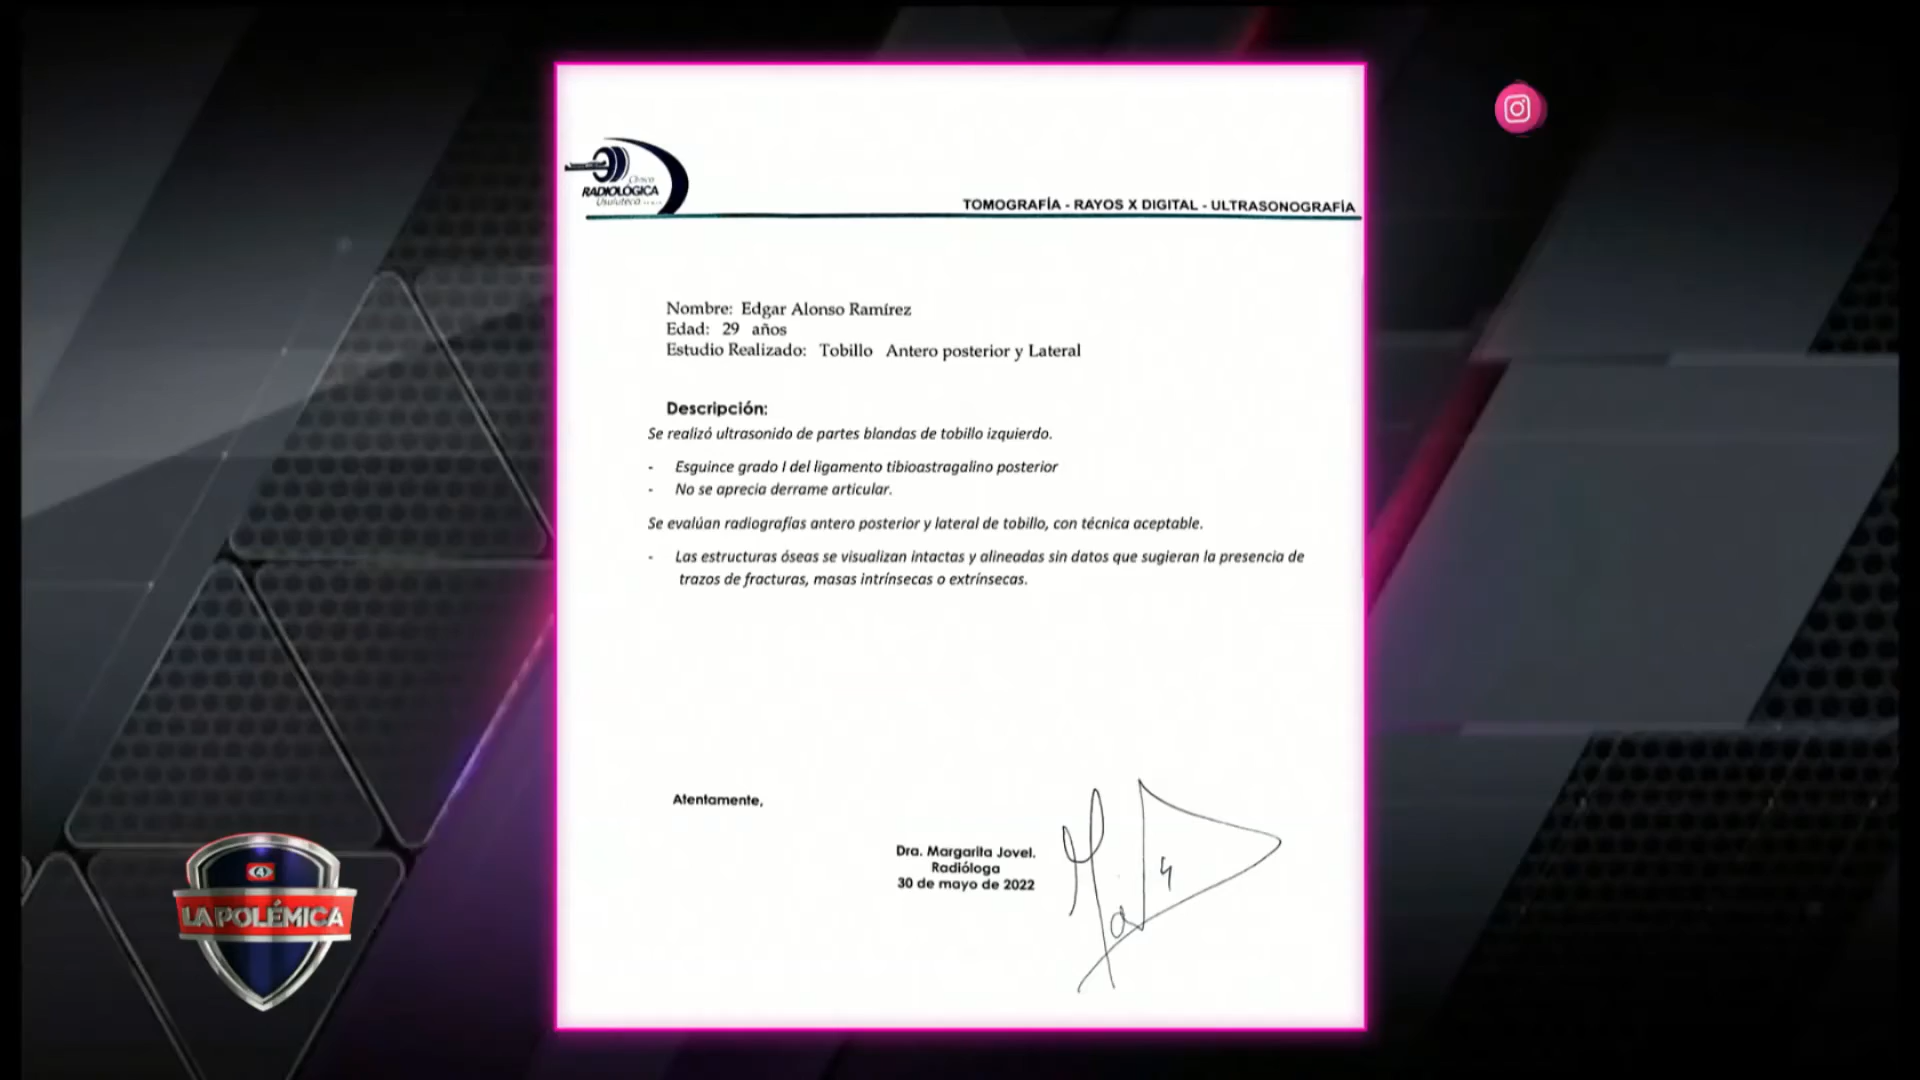 Clínica
RADIOLÓGICA
Usuluteca
TOMOGRAFÍA - RAYOS X DIGITAL - ULTRASONOGRAFÍA
Nombre: Edgar Alonso Ramírez
Edad: 29 años
Estudio Realizado: Tobillo Antero posterior y Lateral
Descripción:
Se realizó ultrasonido de partes blandas de tobillo izquierdo.
- Esguince grado I del ligamento tibioastragalino posterior
- No se aprecia derrame articular.
Se evalúan radiografías antero posterior y lateral de tobillo, con técnica aceptable.
- Las estructuras óseas se visualizan intactas y alineadas sin datos que sugieran la presencia de
trazos de fracturas, masas intrínsecas o extrínsecas.
Atentamente,
Dra. Margarita Jovel.
Radióloga
30 de mayo de 2022
4
LA POLÉMICA